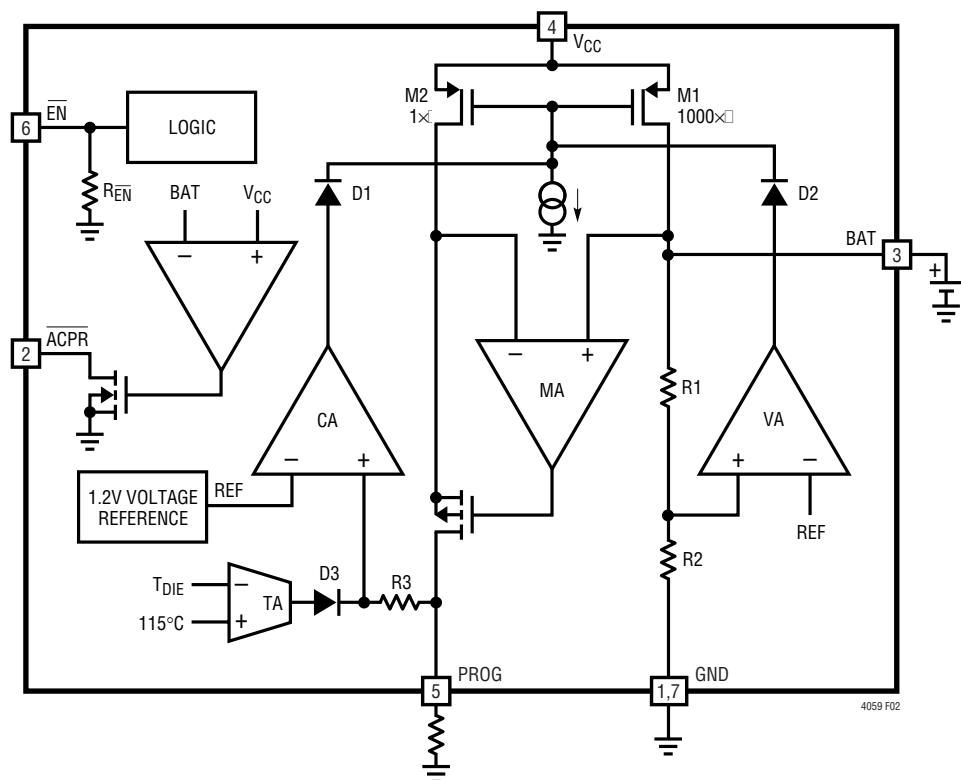 4
VCC
M2
1×
M1
1000×
6
EN
LOGIC
REN
BAT
VCC
−
+
D1
D2
BAT
3
+
2
ACPR
−
+
MA
CA
−
+
VA
+
−
R1
1.2V VOLTAGE
REFERENCE
REF
REF
R2
TDIE
−
TA
115°C
+
D3
R3
5
PROG
1,7
GND
4059 F02